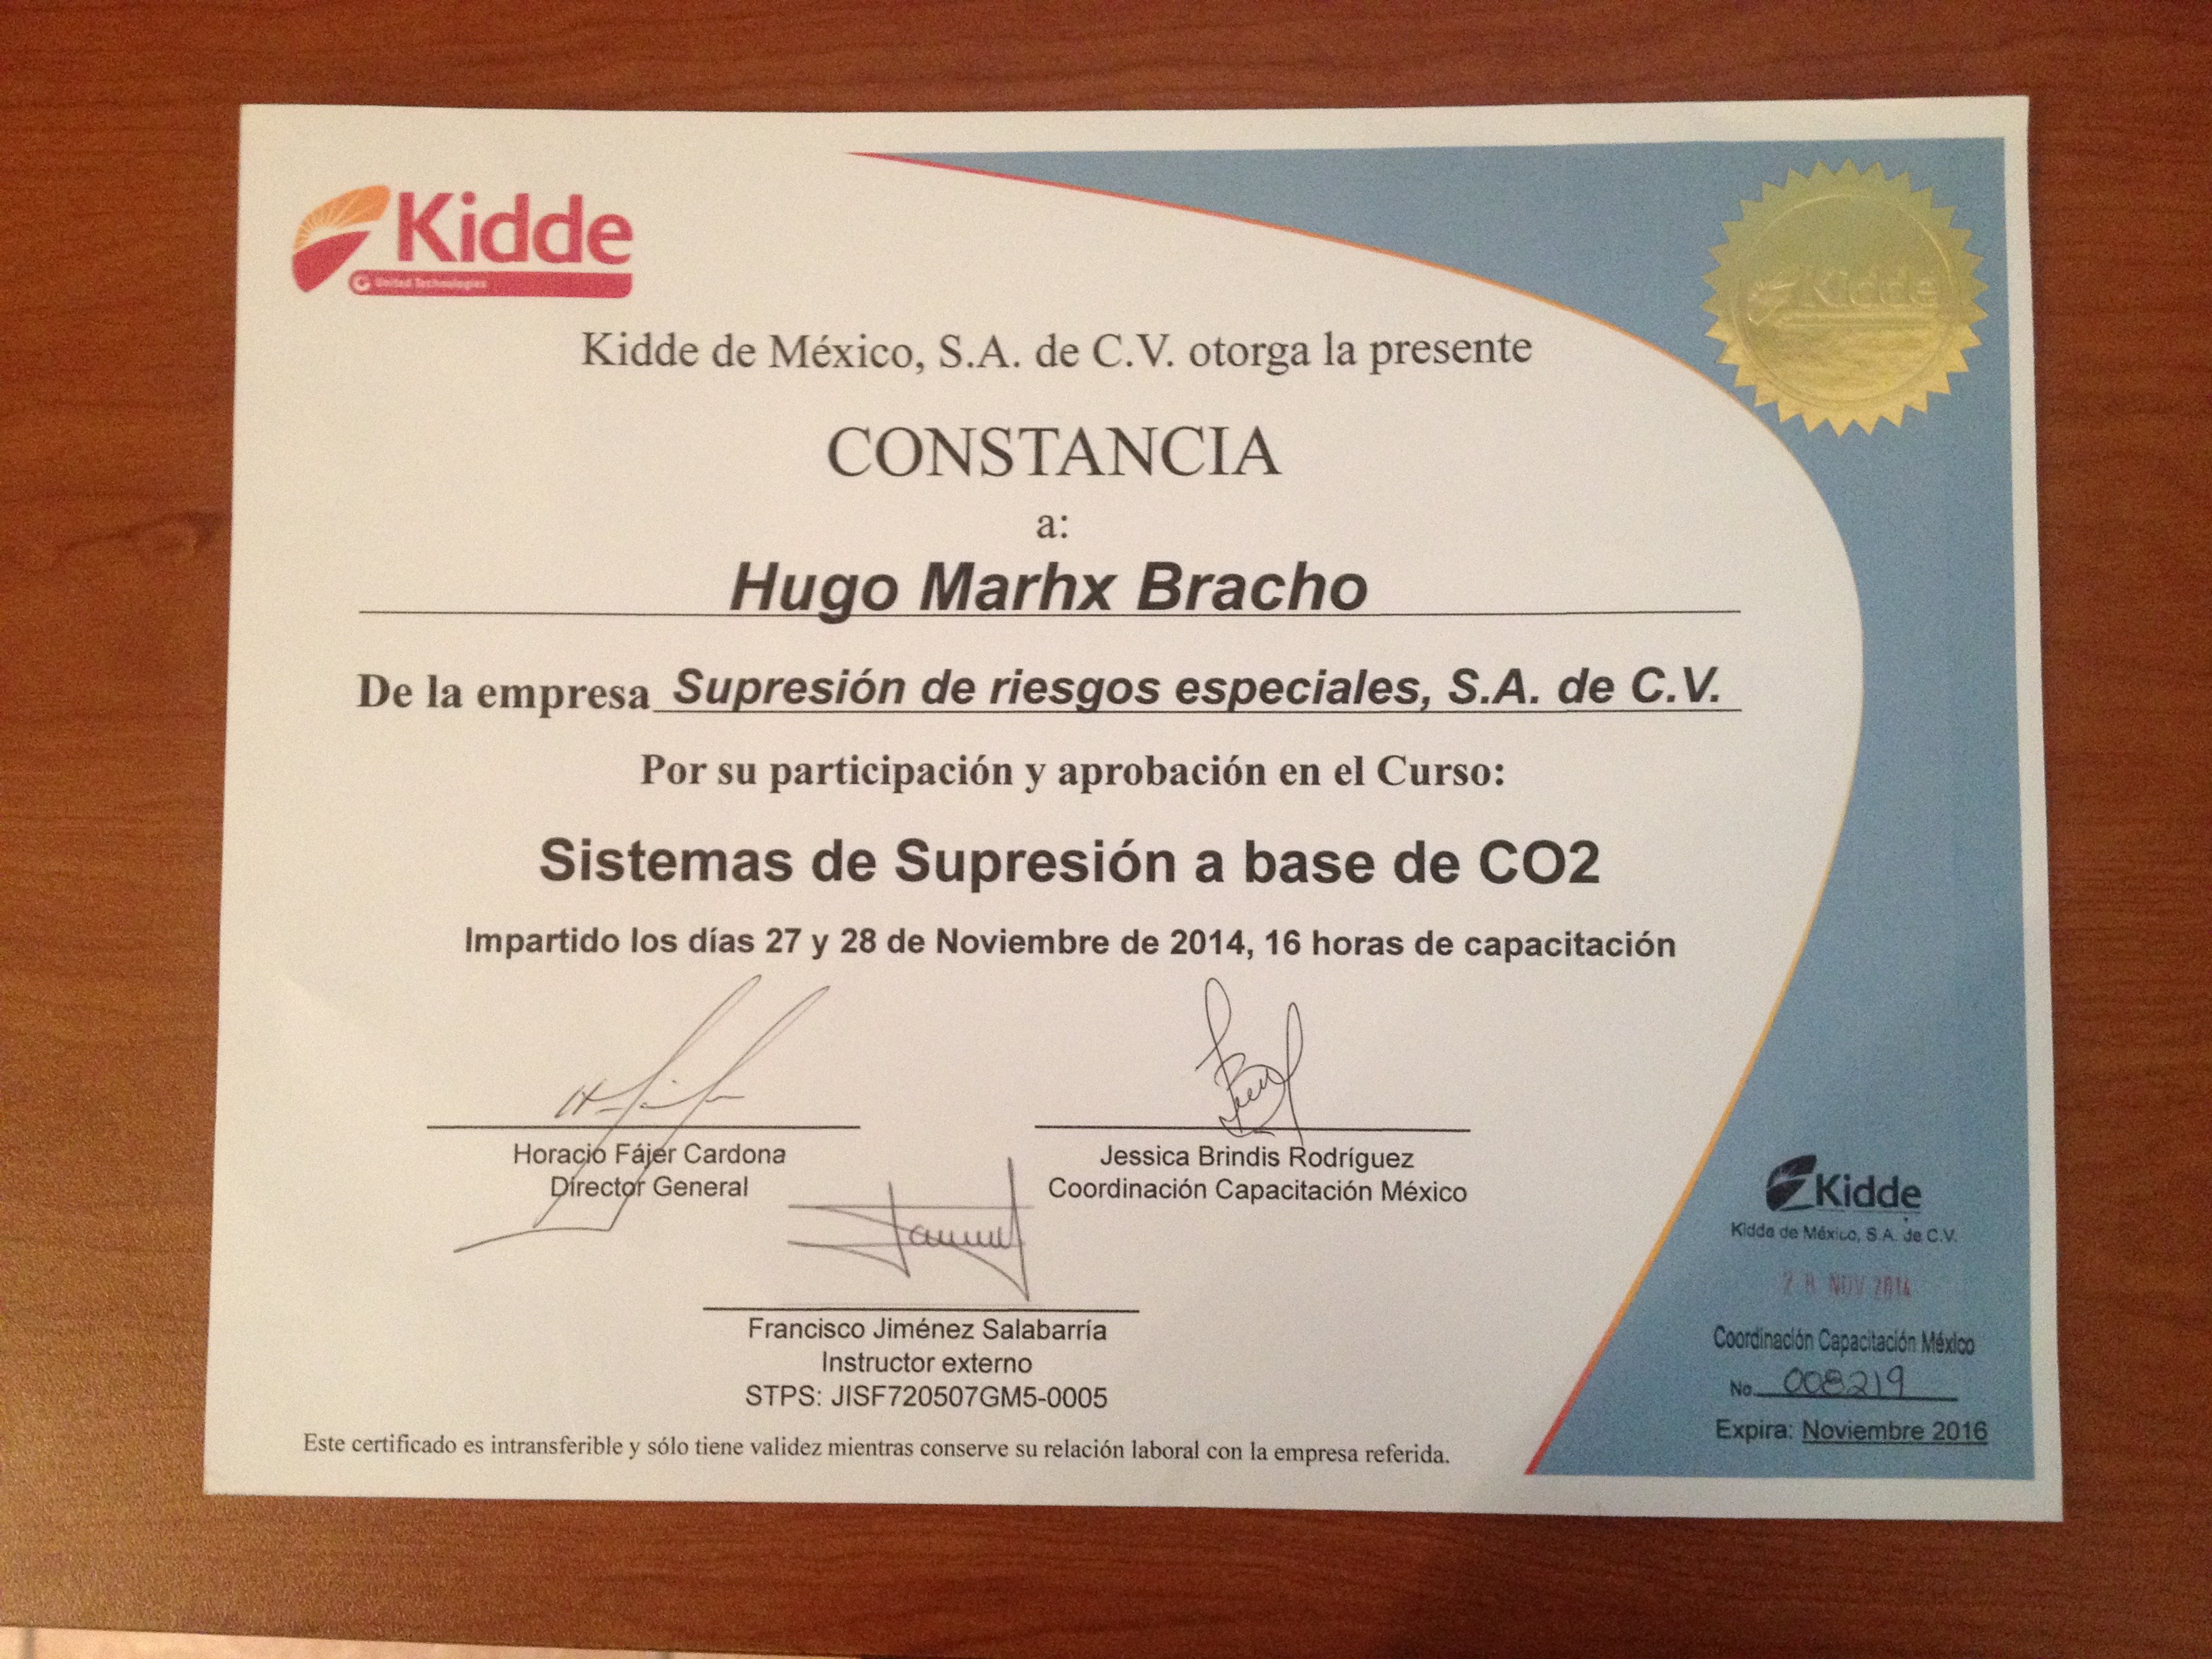 Kidde
United Technologies
Kidde
Kidde de México, S.A. de C.V. otorga la presente
CONSTANCIA
a:
Hugo Marhx Bracho
De la empresa Supresión de riesgos especiales, S.A. de C.V.
Por su participación y aprobación en el Curso:
Sistemas de Supresión a base de CO2
Impartido los días 27 y 28 de Noviembre de 2014, 16 horas de capacitación
Horacio Fájer Cardona
Director General
Jessica Brindis Rodríguez
Coordinación Capacitación México
Francisco Jiménez Salabarría
Instructor externo
STPS: JISF720507GM5-0005
Este certificado es intransferible y sólo tiene validez mientras conserve su relación laboral con la empresa referida.
Kidde
Kidde de México, S.A. de C.V.
28 NOV 2014
Coordinación Capacitación México
No. 008219
Expira: Noviembre 2016